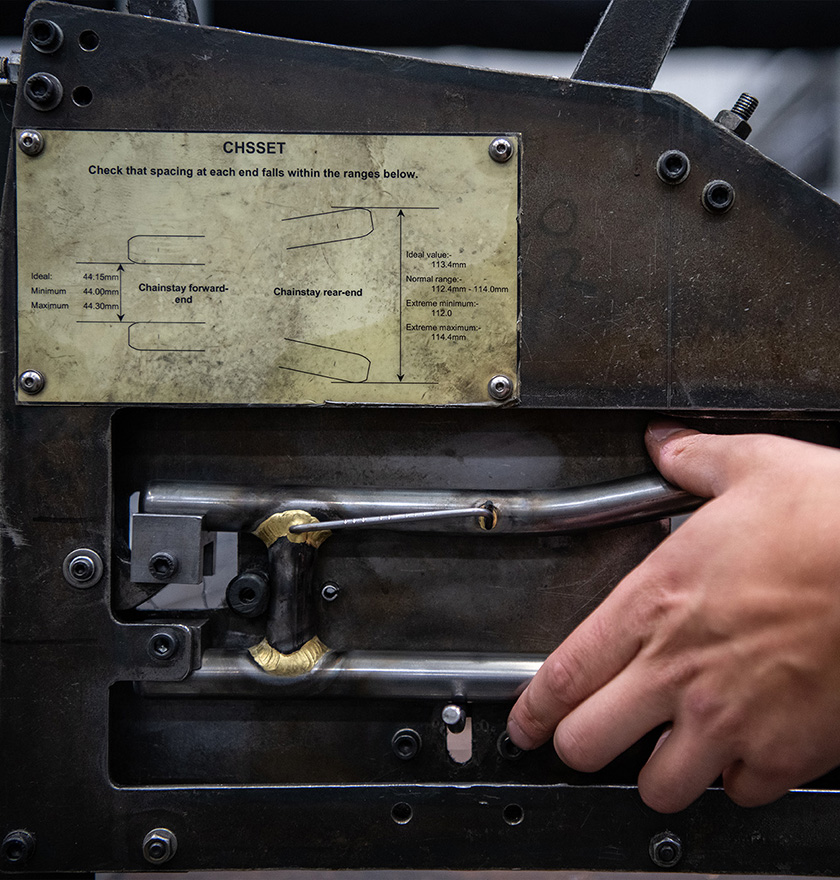 CHSSET
Check that spacing at each end falls within the ranges below.
Ideal: 44.15mm
Minimum 44.00mm
Maximum 44.30mm
Chainstay forward-
end
Chainstay rear-end
Ideal value:-
113.4mm
Normal range:-
112.4mm - 114.0mm
Extreme minimum:-
112.0
Extreme maximum:-
114.4mm